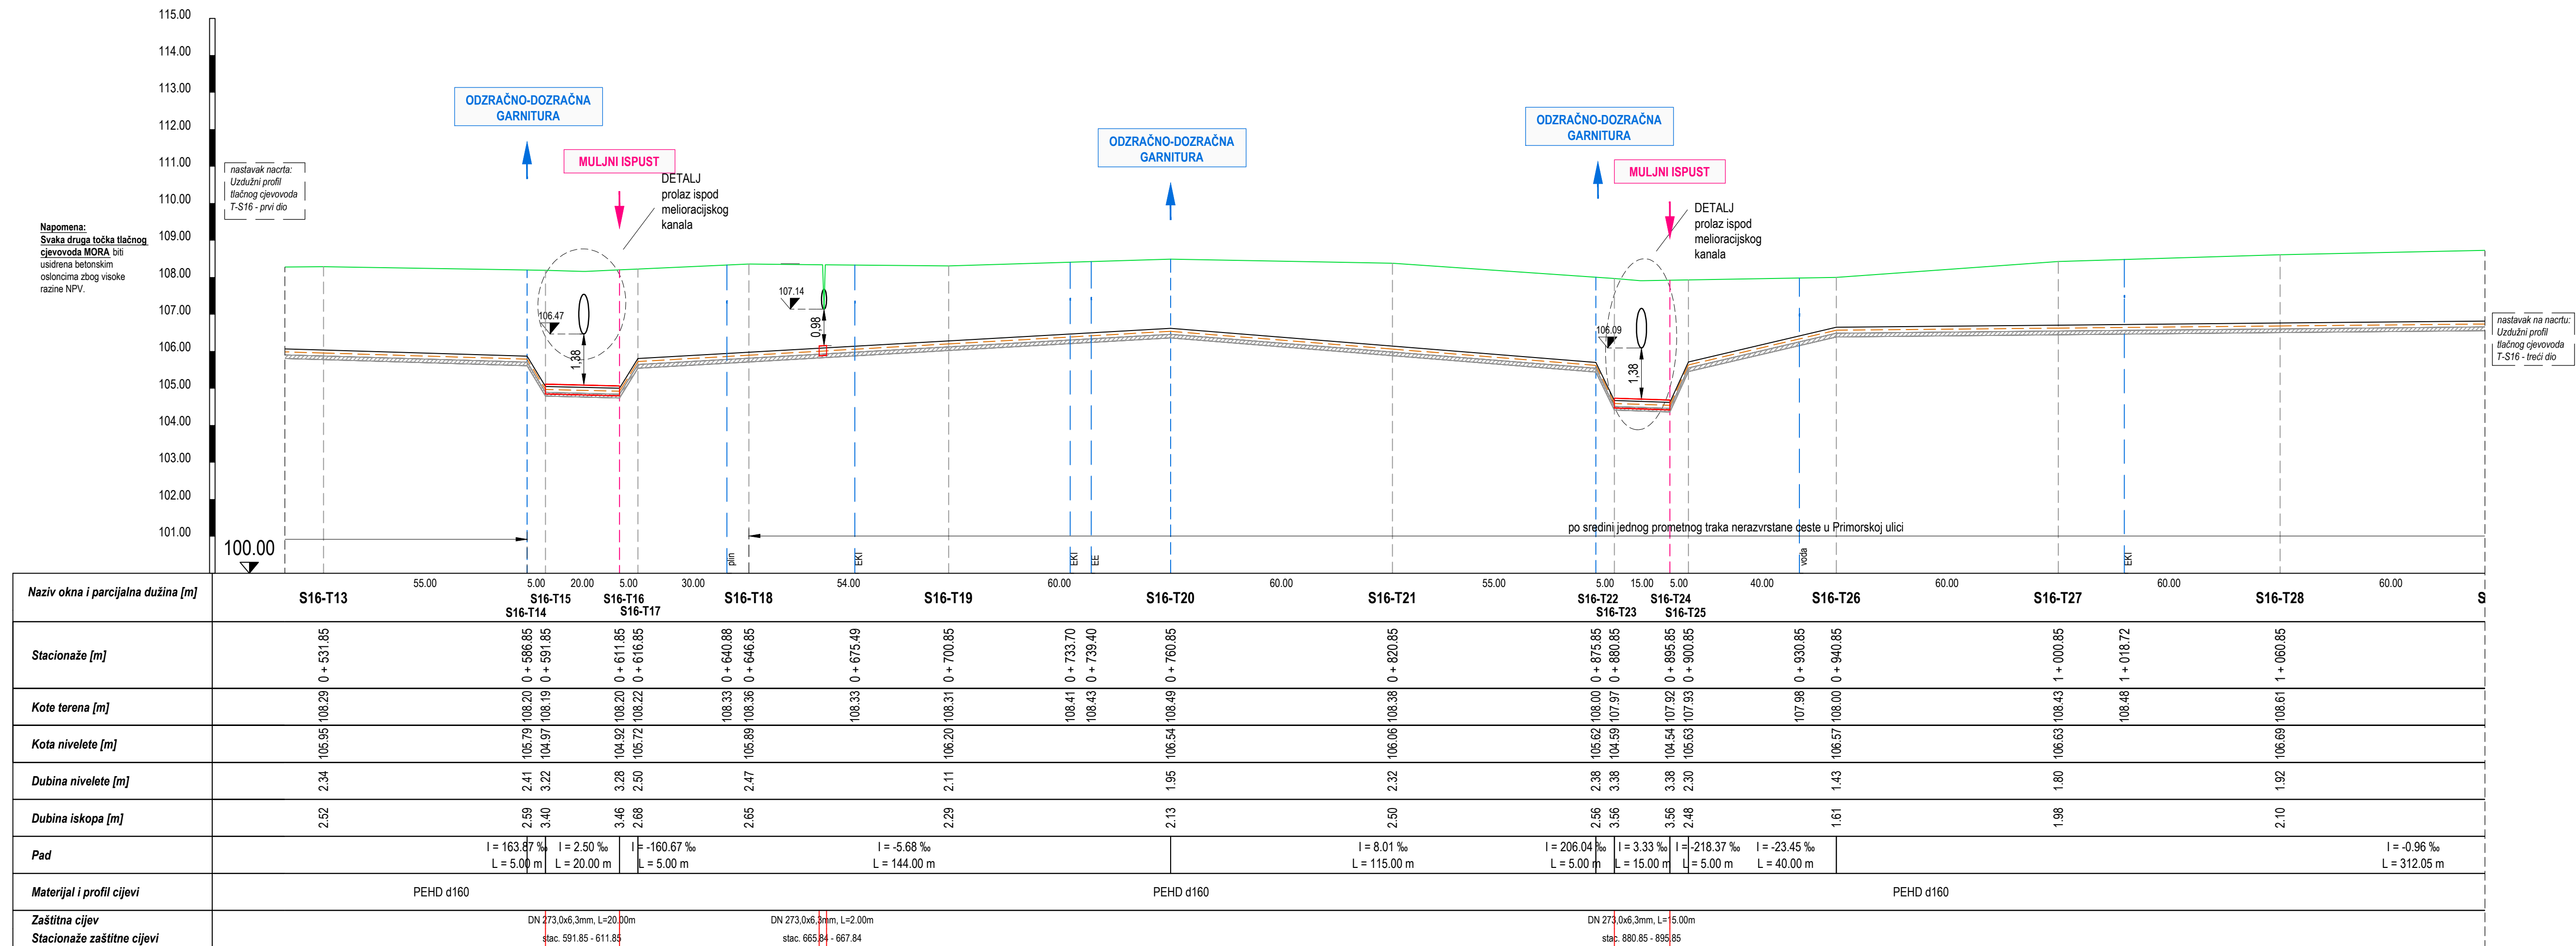 115.00
114.00
113.00
112.00
111.00
110.00
109.00
108.00
107.00
106.00
105.00
104.00
103.00
102.00
101.00
100.00
nastavak nacrta:
Uzdužni profil
tlačnog cjevovoda
T-S16 - prvi dio
Napomena:
Svaka druga točka tlačnog
cjevovoda MORA biti
usidrena betonskim
osloncima zbog visoke
razine NPV.
ODZRAČNO-DOZRAČNA
GARNITURA
MULJNI ISPUST
DETALJ
prolaz ispod
melioracijskog
kanala
106.47
1,38
107.14
0,98
ODZRAČNO-DOZRAČNA
GARNITURA
ODZRAČNO-DOZRAČNA
GARNITURA
MULJNI ISPUST
DETALJ
prolaz ispod
melioracijskog
kanala
106.09
1,38
nastavak na nacrtu:
Uzdužni profil
tlačnog cjevovoda
T-S16 - treći dio
po sredini jednog prometnog traka nerazvrstane ceste u Primorskoj ulici
plin
EKI
EKI
EE
voda
EKI
Naziv okna i parcijalna dužina [m]
55.00 5.00 20.00 5.00 30.00 54.00 60.00 60.00 55.00 5.00 15.00 5.00 40.00 60.00 60.00 60.00
S16-T13 S16-T14 S16-T15 S16-T16 S16-T17 S16-T18 S16-T19 S16-T20 S16-T21 S16-T22 S16-T23 S16-T24 S16-T25 S16-T26 S16-T27 S16-T28 S
Stacionaže [m]
0 + 531.85 0 + 586.85 0 + 591.85 0 + 611.85 0 + 616.85 0 + 640.88 0 + 646.85 0 + 675.49 0 + 700.85 0 + 733.70 0 + 739.40 0 + 760.85 0 + 820.85 0 + 875.85 0 + 880.85 0 + 895.85 0 + 900.85 0 + 930.85 0 + 940.85 1 + 000.85 1 + 018.72 1 + 060.85
Kote terena [m]
108.29 108.20 108.19 108.20 108.22 108.33 108.36 108.33 108.31 108.41 108.43 108.49 108.38 108.00 107.97 107.92 107.93 107.98 108.00 108.43 108.48 108.61
Kota nivelete [m]
105.95 105.79 104.97 104.92 105.72 105.89 106.20 106.54 106.06 105.62 104.59 104.54 105.63 106.57 106.63 106.69
Dubina nivelete [m]
2.34 2.41 3.22 3.28 2.50 2.47 2.11 1.95 2.32 2.38 3.38 3.38 2.30 1.43 1.80 1.92
Dubina iskopa [m]
2.52 2.59 3.40 3.46 2.68 2.65 2.29 2.13 2.50 2.56 3.56 3.56 2.48 1.61 1.98 2.10
Pad
I = 163.87 ‰ I = 2.50 ‰ I = -160.67 ‰ I = -5.68 ‰ I = 8.01 ‰ I = 206.04 ‰ I = 3.33 ‰ I = -218.37 ‰ I = -23.45 ‰ I = -0.96 ‰
L = 5.00 m L = 20.00 m L = 5.00 m L = 144.00 m L = 115.00 m L = 5.00 m L = 15.00 m L = 5.00 m L = 40.00 m L = 312.05 m
Materijal i profil cijevi
PEHD d160 PEHD d160 PEHD d160
Zaštitna cijev
DN 273,0x6,3mm, L=20.00m DN 273,0x6,3mm, L=2.00m DN 273,0x6,3mm, L=15.00m
Stacionaže zaštitne cijevi
stac. 591.85 - 611.85 stac. 665.84 - 667.84 stac. 880.85 - 895.85